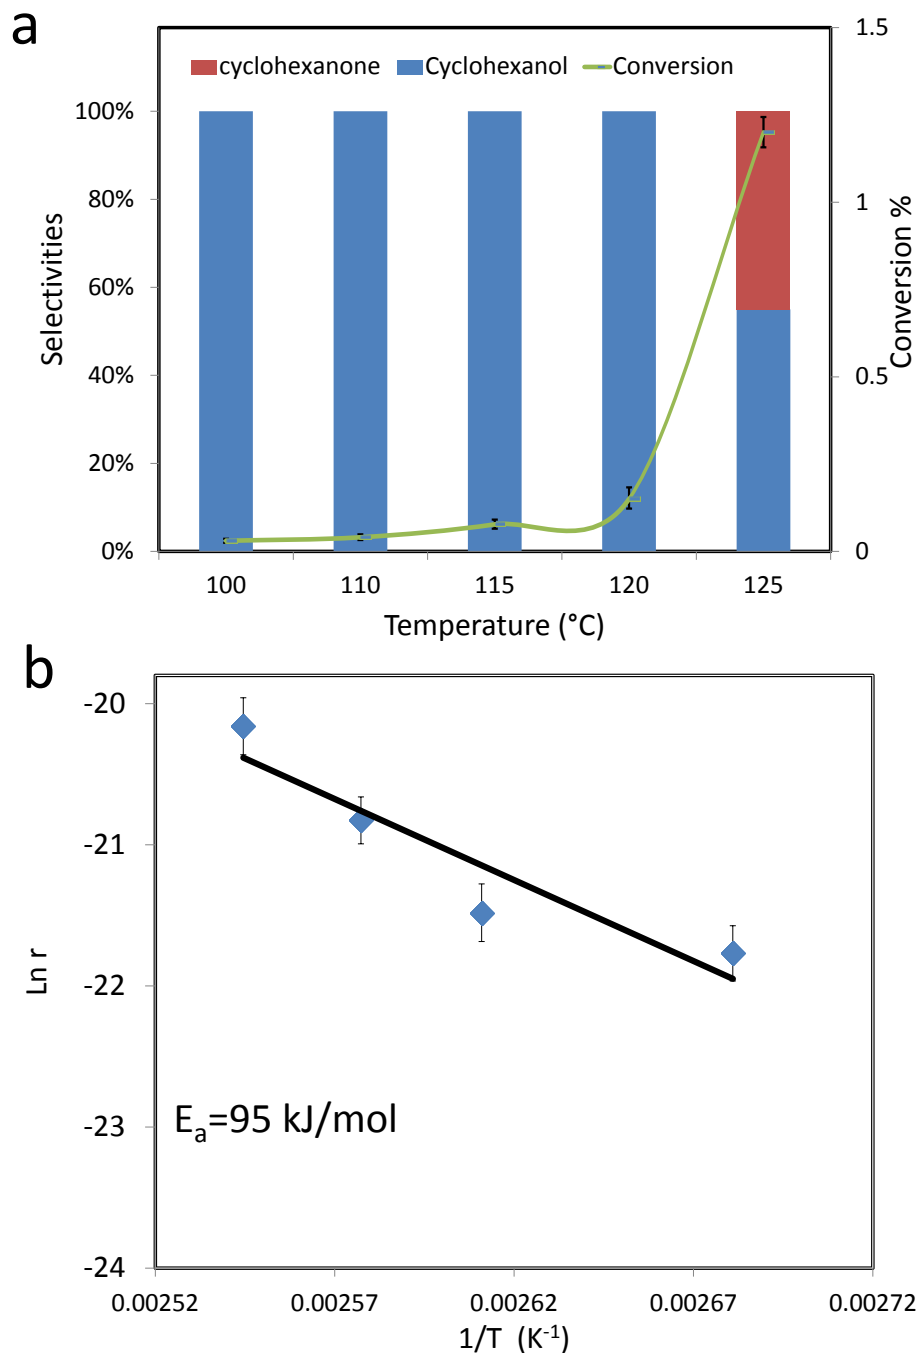 a
cyclohexanone Cyclohexanol Conversion
100%
80%
60%
40%
20%
0%
Selectivities
1.5
1
0.5
0
Conversion %
100 110 115 120 125
Temperature (°C)
b
-20
-21
-22
-23
-24
Ln r
Eₐ=95 kJ/mol
0.00252 0.00257 0.00262 0.00267 0.00272
1/T (K⁻¹)